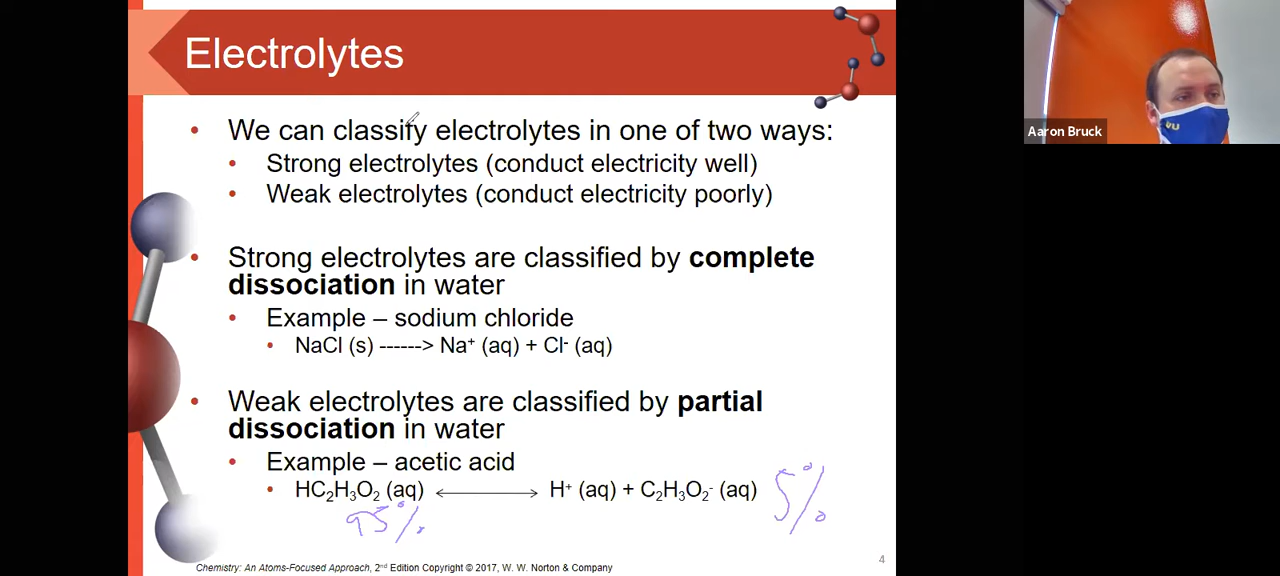 Electrolytes
• We can classify electrolytes in one of two ways:
• Strong electrolytes (conduct electricity well)
• Weak electrolytes (conduct electricity poorly)
• Strong electrolytes are classified by complete
dissociation in water
• Example – sodium chloride
• NaCl (s) ------> Na⁺ (aq) + Cl⁻ (aq)
• Weak electrolytes are classified by partial
dissociation in water
• Example – acetic acid
• HC₂H₃O₂ (aq) ⟷ H⁺ (aq) + C₂H₃O₂⁻ (aq) 5%
95%
Chemistry: An Atoms-Focused Approach, 2nd Edition Copyright © 2017, W. W. Norton & Company
4
Aaron Bruck
VU